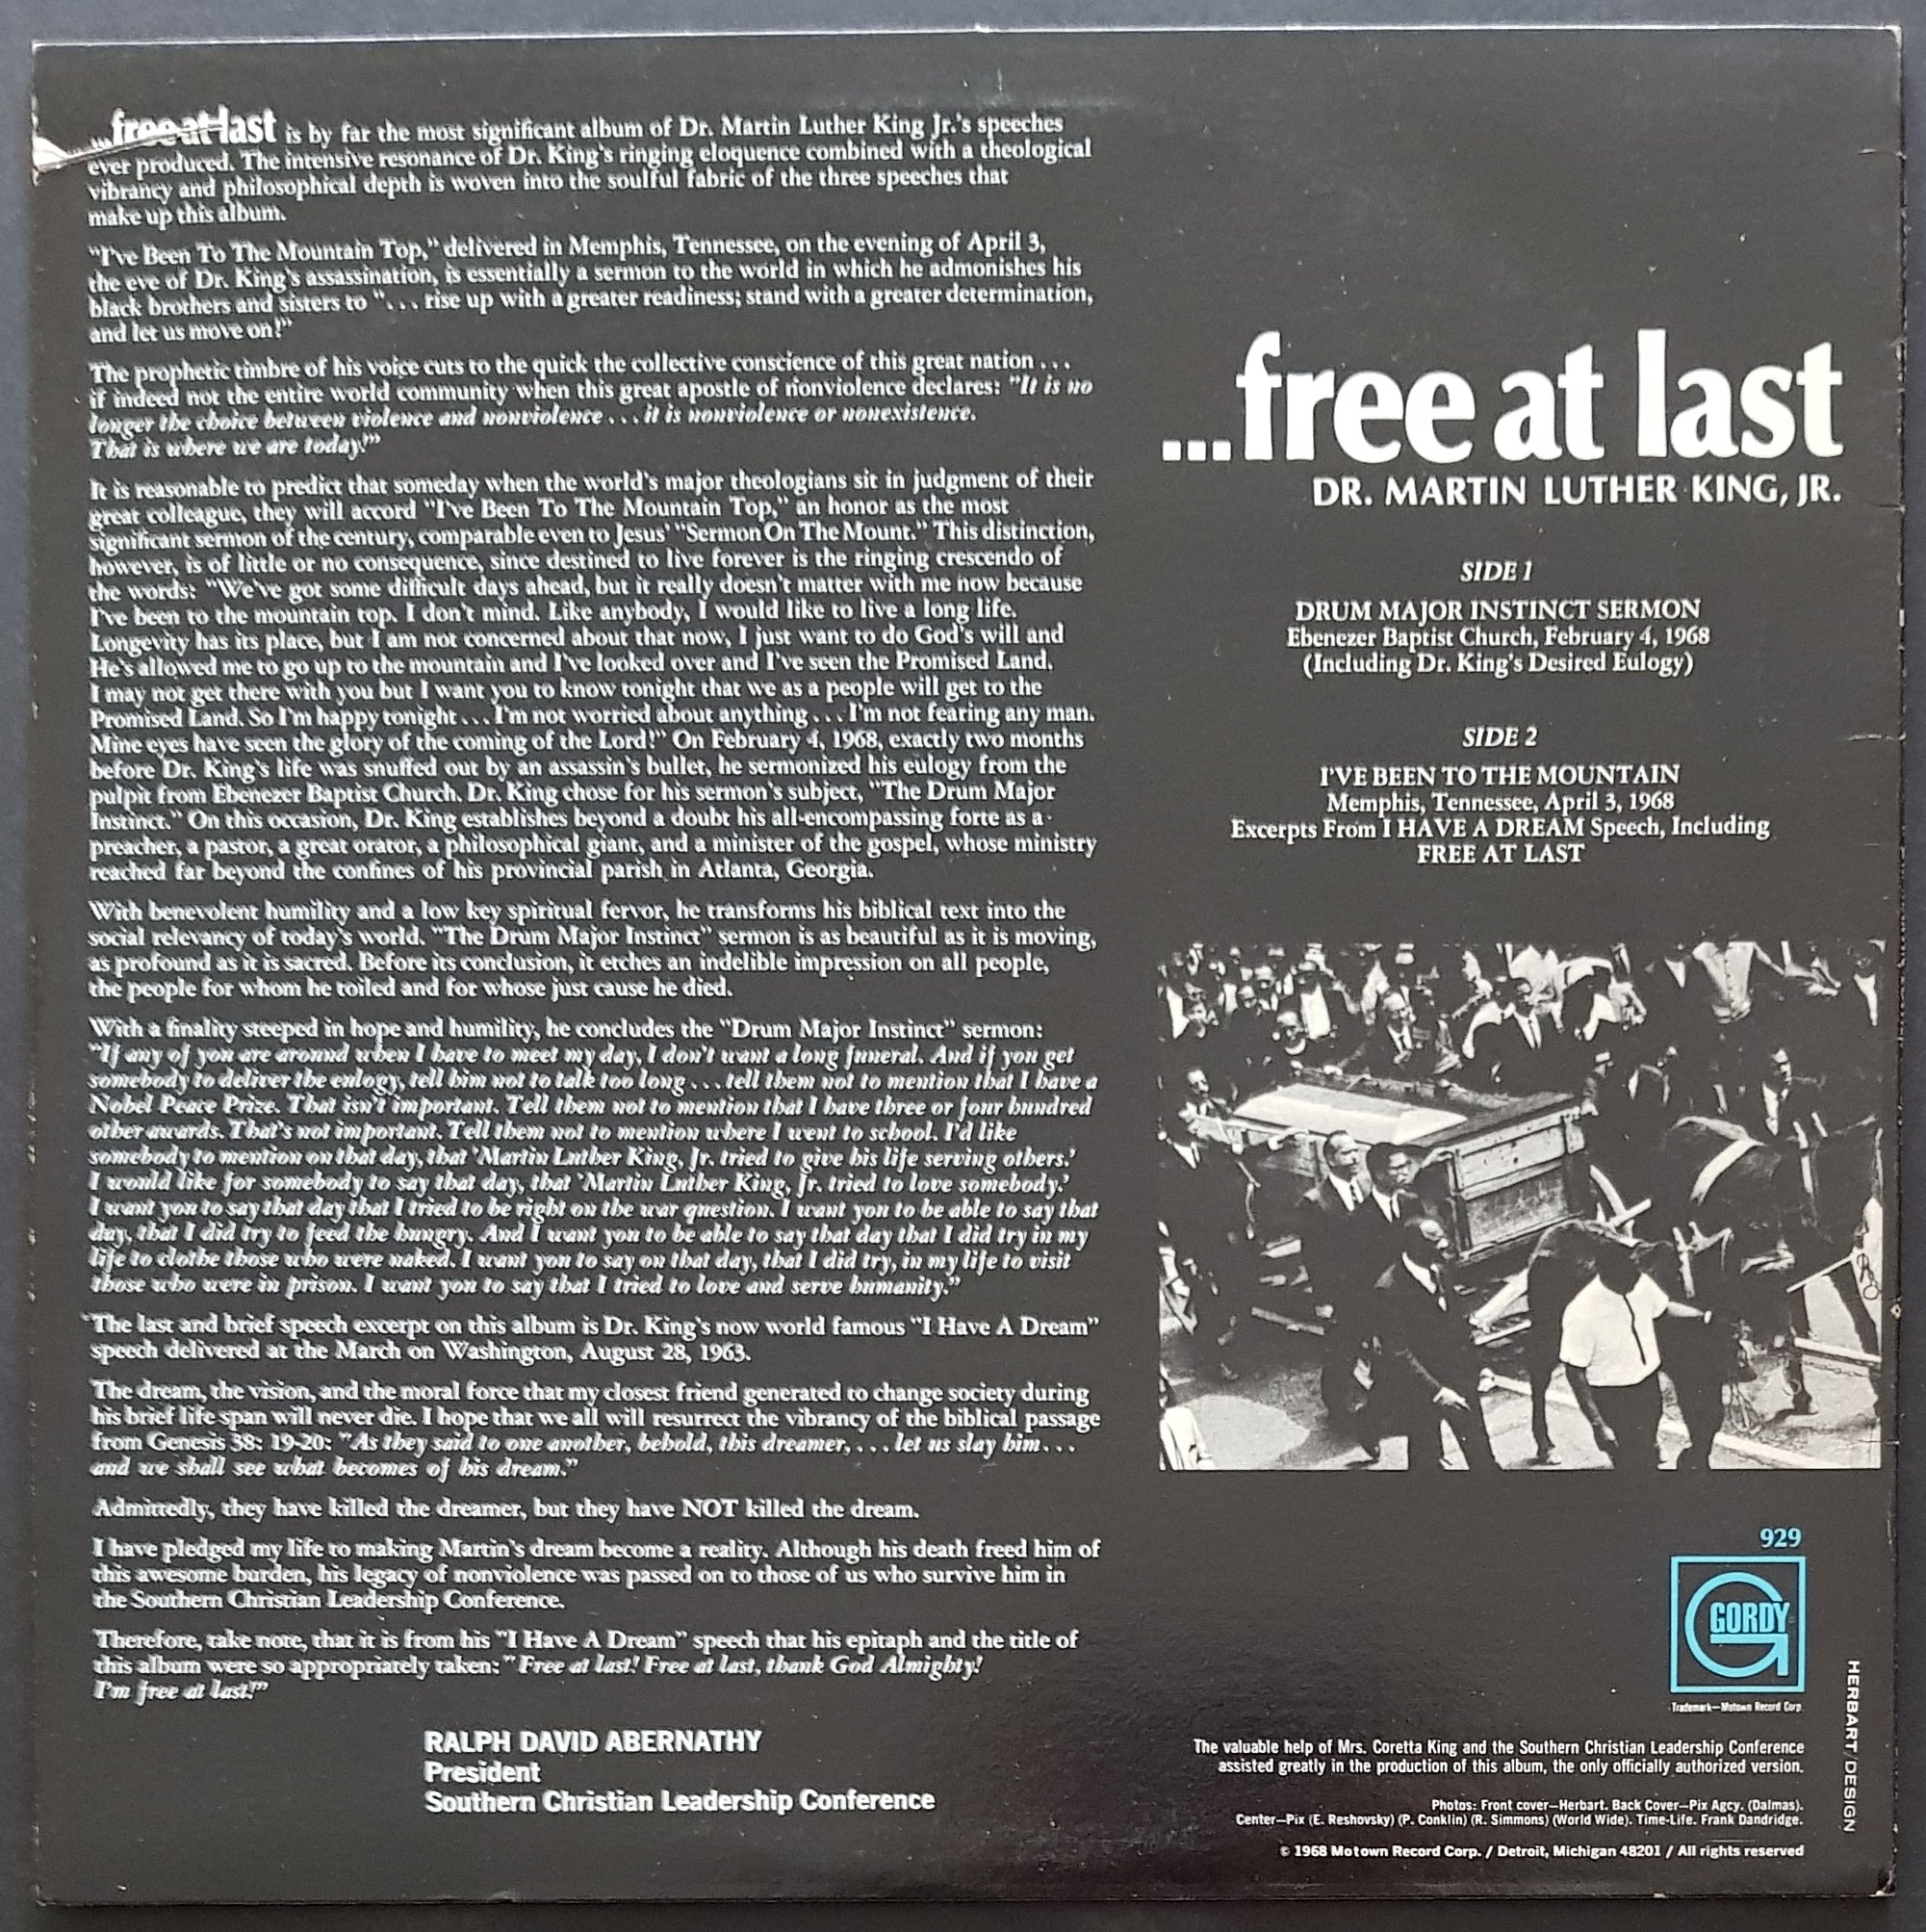 ...free at last is by far the most significant album of Dr. Martin Luther King Jr.'s speeches
ever produced. The intensive resonance of Dr. King's ringing eloquence combined with a theological
vibrancy and philosophical depth is woven into the soulful fabric of the three speeches that
make up this album.
"I've Been To The Mountain Top," delivered in Memphis, Tennessee, on the evening of April 3,
the eve of Dr. King's assassination, is essentially a sermon to the world in which he admonishes his
black brothers and sisters to "... rise up with a greater readiness; stand with a greater determination,
and let us move on!"
The prophetic timbre of his voice cuts to the quick the collective conscience of this great nation ...
if indeed not the entire world community when this great apostle of nonviolence declares: "It is no
longer the choice between violence and nonviolence ... it is nonviolence or nonexistence.
That is where we are today!"
It is reasonable to predict that someday when the world's major theologians sit in judgment of their
great colleague, they will accord "I've Been To The Mountain Top," an honor as the most
significant sermon of the century, comparable even to Jesus' "Sermon On The Mount." This distinction,
however, is of little or no consequence, since destined to live forever is the ringing crescendo of
the words: "We've got some difficult days ahead, but it really doesn't matter with me now because
I've been to the mountain top. I don't mind. Like anybody, I would like to live a long life.
Longevity has its place, but I am not concerned about that now, I just want to do God's will and
He's allowed me to go up to the mountain and I've looked over and I've seen the Promised Land.
I may not get there with you but I want you to know tonight that we as a people will get to the
Promised Land. So I'm happy tonight ... I'm not worried about anything ... I'm not fearing any man.
Mine eyes have seen the glory of the coming of the Lord!" On February 4, 1968, exactly two months
before Dr. King's life was snuffed out by an assassin's bullet, he sermonized his eulogy from the
pulpit from Ebenezer Baptist Church. Dr. King chose for his sermon's subject, "The Drum Major
Instinct." On this occasion, Dr. King establishes beyond a doubt his all-encompassing forte as a
preacher, a pastor, a great orator, a philosophical giant, and a minister of the gospel, whose ministry
reached far beyond the confines of his provincial parish in Atlanta, Georgia.
With benevolent humility and a low key spiritual fervor, he transforms his biblical text into the
social relevancy of today's world. "The Drum Major Instinct" sermon is as beautiful as it is moving,
as profound as it is sacred. Before its conclusion, it etches an indelible impression on all people,
the people for whom he toiled and for whose just cause he died.
With a finality steeped in hope and humility, he concludes the "Drum Major Instinct" sermon:
"If any of you are around when I have to meet my day, I don't want a long funeral. And if you get
somebody to deliver the eulogy, tell him not to talk too long ... tell them not to mention that I have a
Nobel Peace Prize. That isn't important. Tell them not to mention that I have three or four hundred
other awards. That's not important. Tell them not to mention where I went to school. I'd like
somebody to mention on that day, that 'Martin Luther King, Jr. tried to give his life serving others.'
I would like for somebody to say that day, that 'Martin Luther King, Jr. tried to love somebody.'
I want you to say that day that I tried to be right on the war question. I want you to be able to say that
day, that I did try to feed the hungry. And I want you to be able to say that day that I did try in my
life to clothe those who were naked. I want you to say on that day, that I did try, in my life to visit
those who were in prison. I want you to say that I tried to love and serve humanity."
The last and brief speech excerpt on this album is Dr. King's now world famous "I Have A Dream"
speech delivered at the March on Washington, August 28, 1963.
The dream, the vision, and the moral force that my closest friend generated to change society during
his brief life span will never die. I hope that we all will resurrect the vibrancy of the biblical passage
from Genesis 38: 19-20: "As they said to one another, behold, this dreamer, ... let us slay him ...
and we shall see what becomes of his dream."
Admittedly, they have killed the dreamer, but they have NOT killed the dream.
I have pledged my life to making Martin's dream become a reality. Although his death freed him of
this awesome burden, his legacy of nonviolence was passed on to those of us who survive him in
the Southern Christian Leadership Conference.
Therefore, take note, that it is from his "I Have A Dream" speech that his epitaph and the title of
this album were so appropriately taken: "Free at last! Free at last, thank God Almighty!
I'm free at last!"
RALPH DAVID ABERNATHY
President
Southern Christian Leadership Conference
...free at last
DR. MARTIN LUTHER KING, JR.
SIDE 1
DRUM MAJOR INSTINCT SERMON
Ebenezer Baptist Church, February 4, 1968
(Including Dr. King's Desired Eulogy)
SIDE 2
I'VE BEEN TO THE MOUNTAIN
Memphis, Tennessee, April 3, 1968
Excerpts From I HAVE A DREAM Speech, Including
FREE AT LAST
929
GORDY
Trademark—Motown Record Corp.
The valuable help of Mrs. Coretta King and the Southern Christian Leadership Conference
assisted greatly in the production of this album, the only officially authorized version.
Photos: Front cover—Herbart. Back Cover—Pix Agcy. (Dalmas).
Center—Pix (E. Reshovsky) (P. Conklin) (R. Simmons) (World Wide). Time-Life. Frank Dandridge.
© 1968 Motown Record Corp. / Detroit, Michigan 48201 / All rights reserved
HERBART/DESIGN